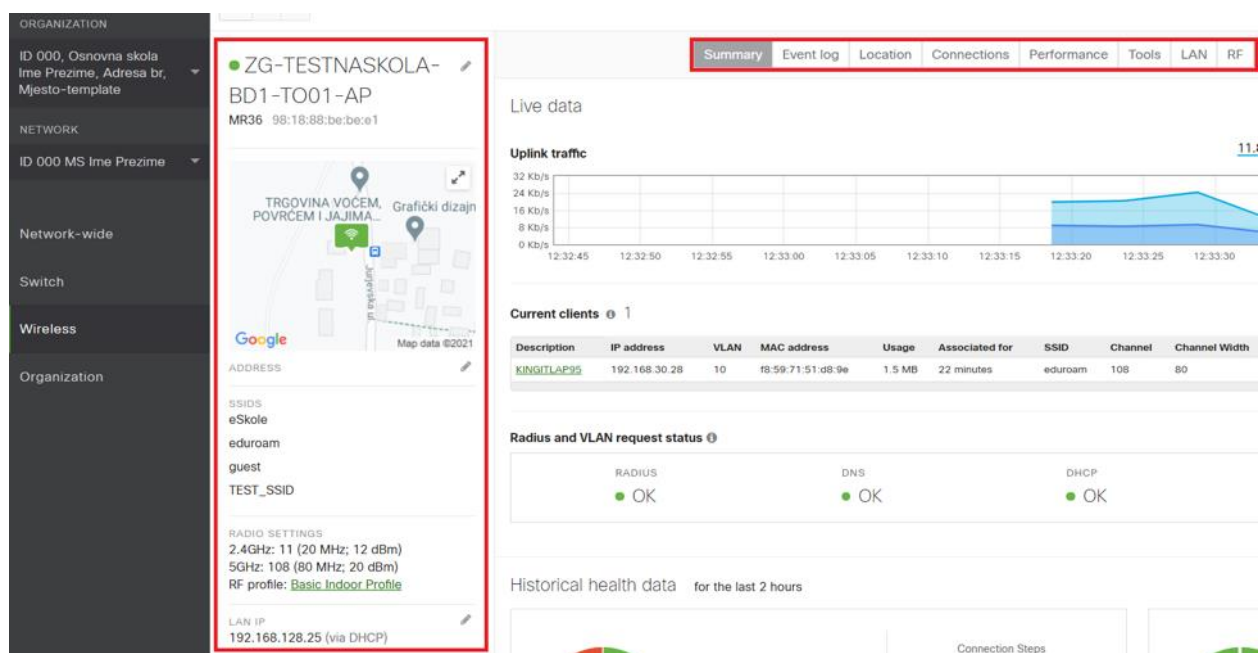 ORGANIZATION
ID 000, Osnovna skola
Ime Prezime, Adresa br,
Mjesto-template
NETWORK
ID 000 MS Ime Prezime
Network-wide
Switch
Wireless
Organization
ZG-TESTNASKOLA-
BD1-TO01-AP
MR36 98:18:88:be:be:e1
TRGOVINA VOĆEM,
POVRĆEM I JAJIMA...
Grafički dizajn
Jurjevska ul
Google
Map data ©2021
ADDRESS
SSIDS
eSkole
eduroam
guest
TEST_SSID
RADIO SETTINGS
2.4GHz: 11 (20 MHz; 12 dBm)
5GHz: 108 (80 MHz; 20 dBm)
RF profile: Basic Indoor Profile
LAN IP
192.168.128.25 (via DHCP)
Summary Event log Location Connections Performance Tools LAN RF
Live data
Uplink traffic
11.8
32 Kb/s
24 Kb/s
16 Kb/s
8 Kb/s
0 Kb/s
12:32:45 12:32:50 12:32:55 12:33:00 12:33:05 12:33:10 12:33:15 12:33:20 12:33:25 12:33:30
Current clients 1
Description IP address VLAN MAC address Usage Associated for SSID Channel Channel Width
KINGITLAP95 192.168.30.28 10 f8:59:71:51:d8:9e 1.5 MB 22 minutes eduroam 108 80
Radius and VLAN request status
RADIUS DNS DHCP
OK OK OK
Historical health data for the last 2 hours
Connection Steps